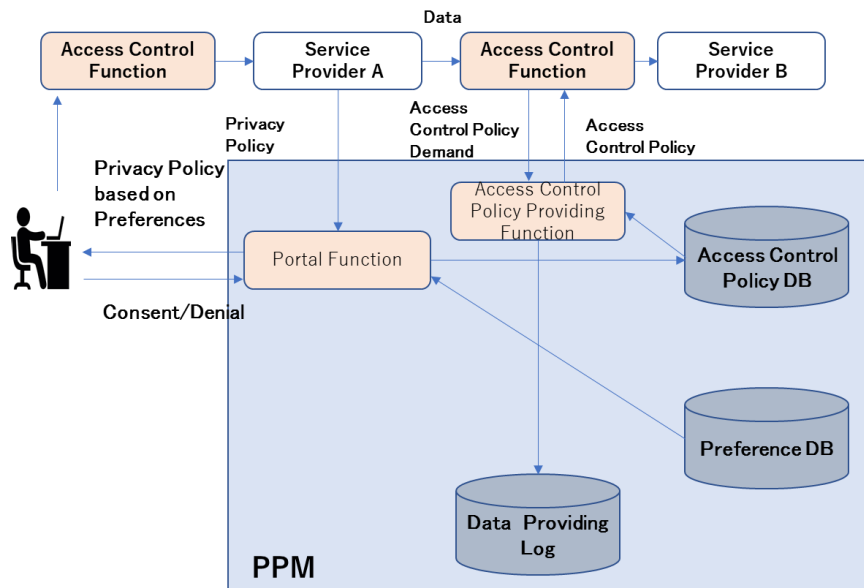 Data
Access Control
Function
Service
Provider A
Access Control
Function
Service
Provider B
Privacy
Policy
Access
Control Policy
Demand
Access
Control Policy
Privacy Policy
based on
Preferences
Access Control
Policy Providing
Function
Portal Function
Access Control
Policy DB
Consent/Denial
Preference DB
Data Providing
Log
PPM